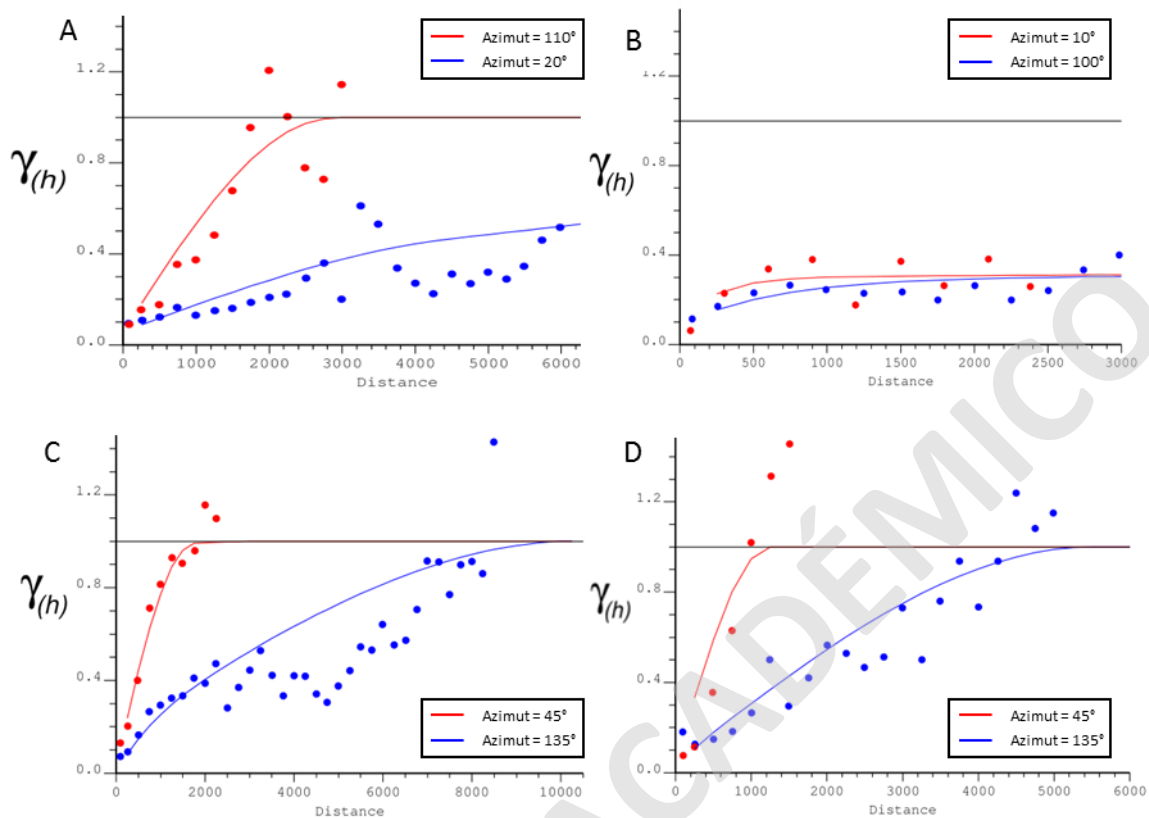 A
Azimut = 110°
Azimut = 20°
1.2
0.8
0.4
0.0
γ(h)
0 1000 2000 3000 4000 5000 6000
Distance
B
Azimut = 10°
Azimut = 100°
1.2
0.8
0.4
0.0
γ(h)
0 500 1000 1500 2000 2500 3000
Distance
C
1.2
0.8
0.4
0.0
γ(h)
Azimut = 45°
Azimut = 135°
0 2000 4000 6000 8000 10000
Distance
D
1.2
0.8
0.4
0.0
γ(h)
Azimut = 45°
Azimut = 135°
0 1000 2000 3000 4000 5000 6000
Distance
ACADÉMICO